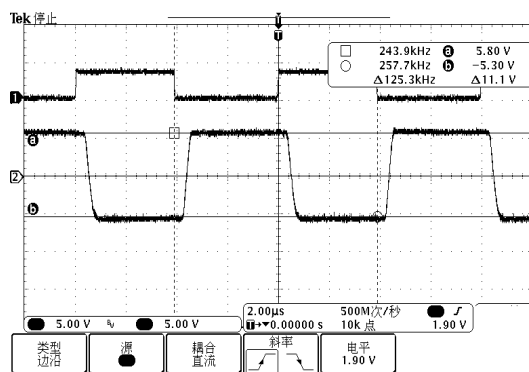 Tek 停止
T
T
243.9kHz a 5.80 V
257.7kHz b −5.30 V
Δ125.3kHz Δ11.1 V
1
a
2
b
5.00 V 5.00 V
2.00μs 500M次/秒
T→▼0.00000 s 10k 点 1.90 V
类型 源 耦合 斜率 电平
边沿 直流 1.90 V